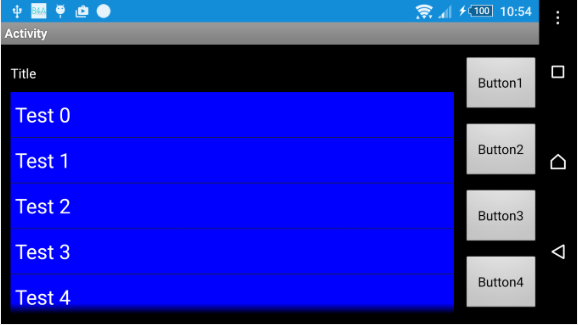 B4A 100 10:54
Activity
Title
Test 0
Test 1
Test 2
Test 3
Test 4
Button1
Button2
Button3
Button4